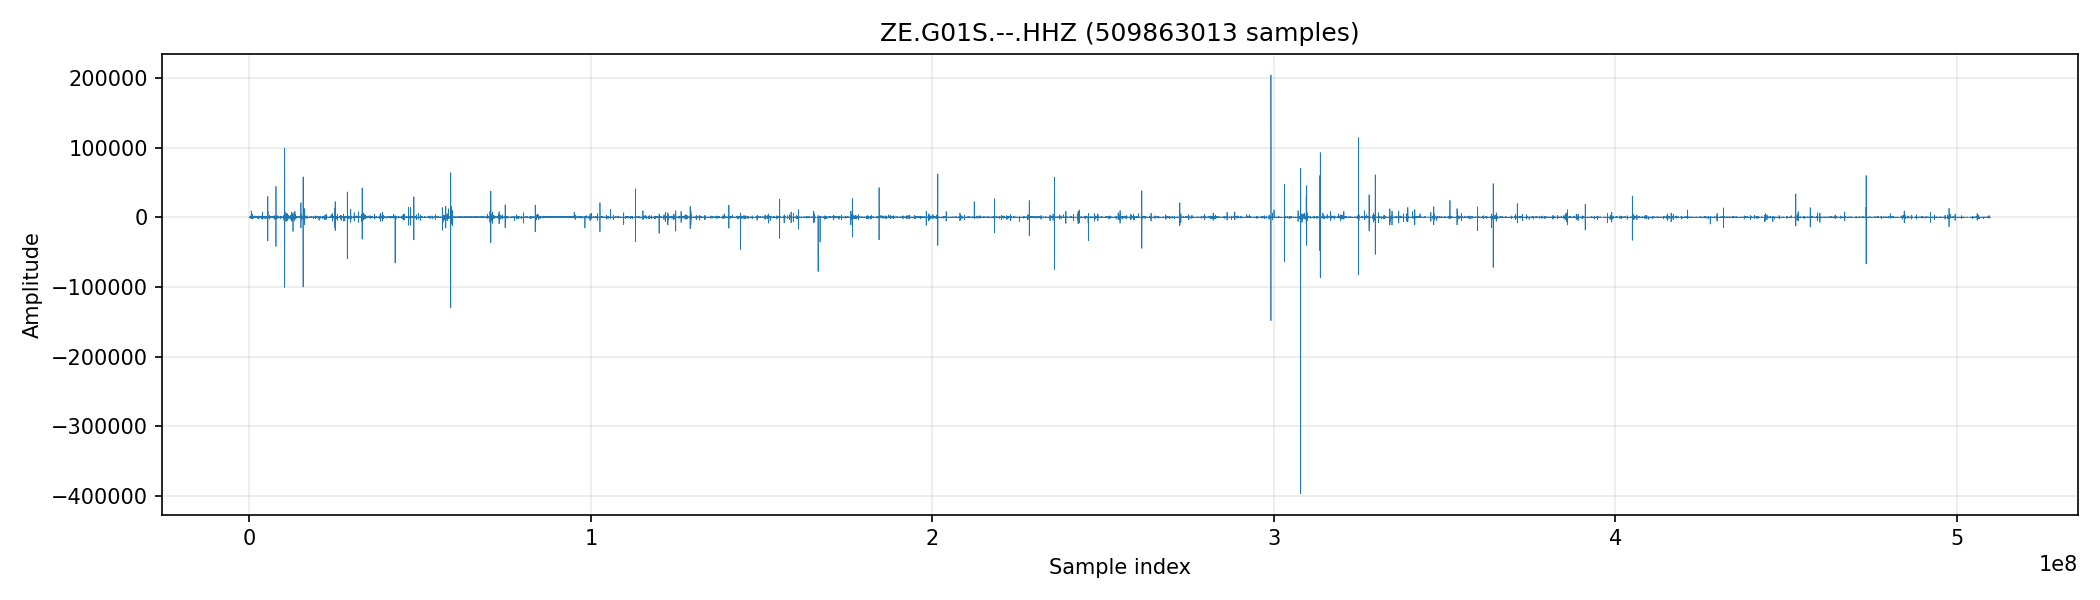 ZE.G01S.--.HHZ (509863013 samples)
200000
100000
0
−100000
−200000
−300000
−400000
Amplitude
0 1 2 3 4 5
1e8
Sample index